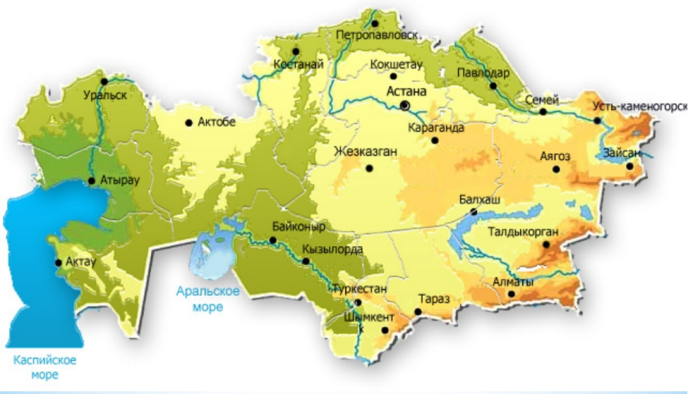 Петропавловск
Костанай
Кокшетау
Павлодар
Уральск
Астана
Семей
Усть-каменогорск
Актобе
Караганда
Жезказган
Аягоз
Зайсан
Атырау
Балхаш
Байконыр
Талдыкорган
Кызылорда
Актау
Аральское
море
Туркестан
Алматы
Тараз
Шымкент
Каспийское
море